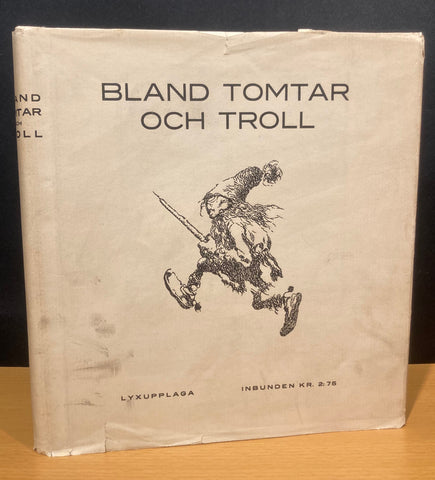 BLAND TOMTAR
OCH TROLL
LYXUPPLAGA
INBUNDEN KR. 2:75